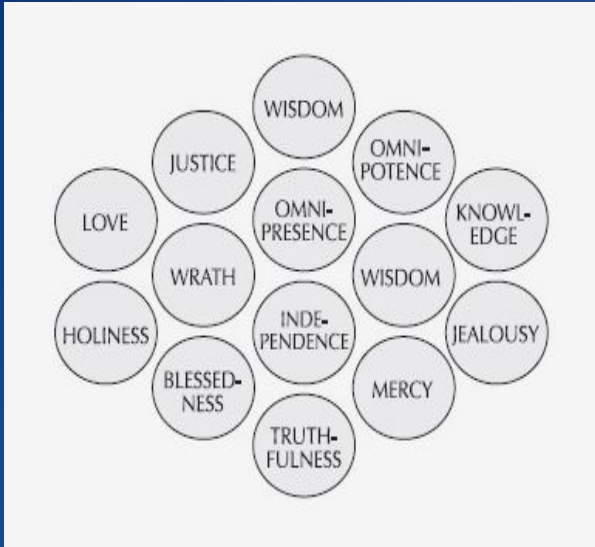 WISDOM
JUSTICE
OMNI-
POTENCE
LOVE
OMNI-
PRESENCE
KNOWL-
EDGE
WRATH
WISDOM
HOLINESS
INDE-
PENDENCE
JEALOUSY
BLESSED-
NESS
MERCY
TRUTH-
FULNESS